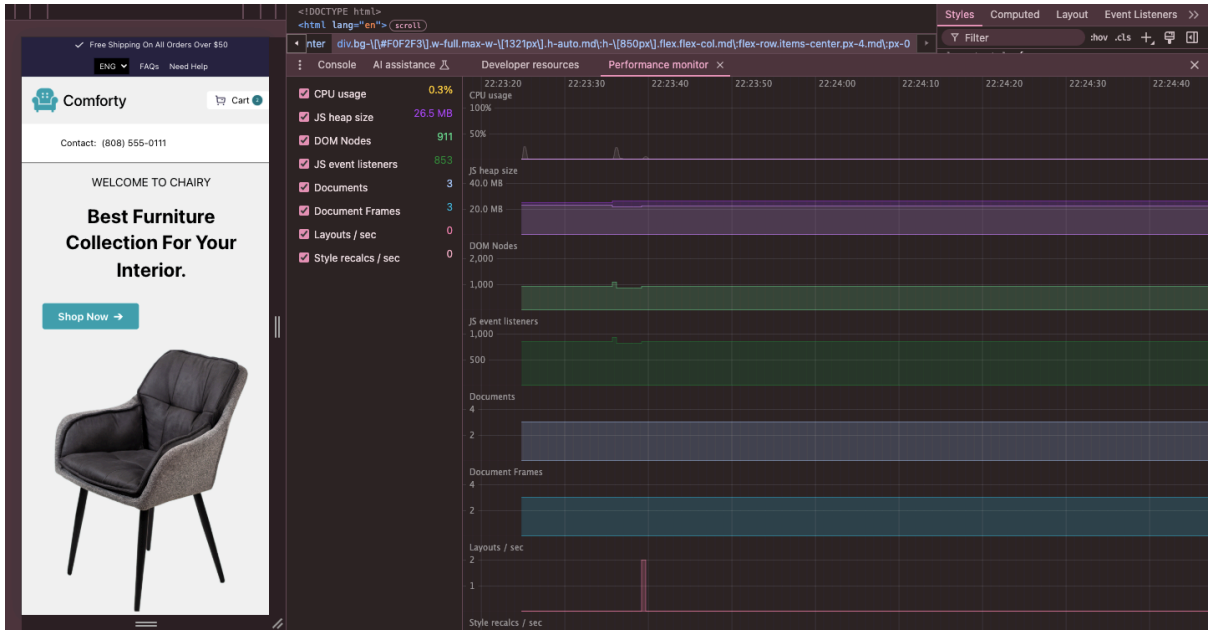 <!DOCTYPE html>
<html lang="en"> scroll
nter div.bg-\[\#F0F2F3\].w-full.max-w-\[1321px\].h-auto.md\:h-\[850px\].flex.flex-col.md\:flex-row.items-center.px-4.md\:px-0
Styles Computed Layout Event Listeners
Filter :hov .cls
Console AI assistance Developer resources Performance monitor ×
Free Shipping On All Orders Over $50
ENG FAQs Need Help
Comforty Cart
Contact: (808) 555-0111
WELCOME TO CHAIRY
Best Furniture
Collection For Your
Interior.
Shop Now →
CPU usage 0.3%
JS heap size 26.5 MB
DOM Nodes 911
JS event listeners 853
Documents 3
Document Frames 3
Layouts / sec 0
Style recalcs / sec 0
22:23:20 22:23:30 22:23:40 22:23:50 22:24:00 22:24:10 22:24:20 22:24:30 22:24:40
CPU usage
100%
50%
JS heap size
40.0 MB
20.0 MB
DOM Nodes
2,000
1,000
JS event listeners
1,000
500
Documents
4
2
Document Frames
4
2
Layouts / sec
2
1
Style recalcs / sec